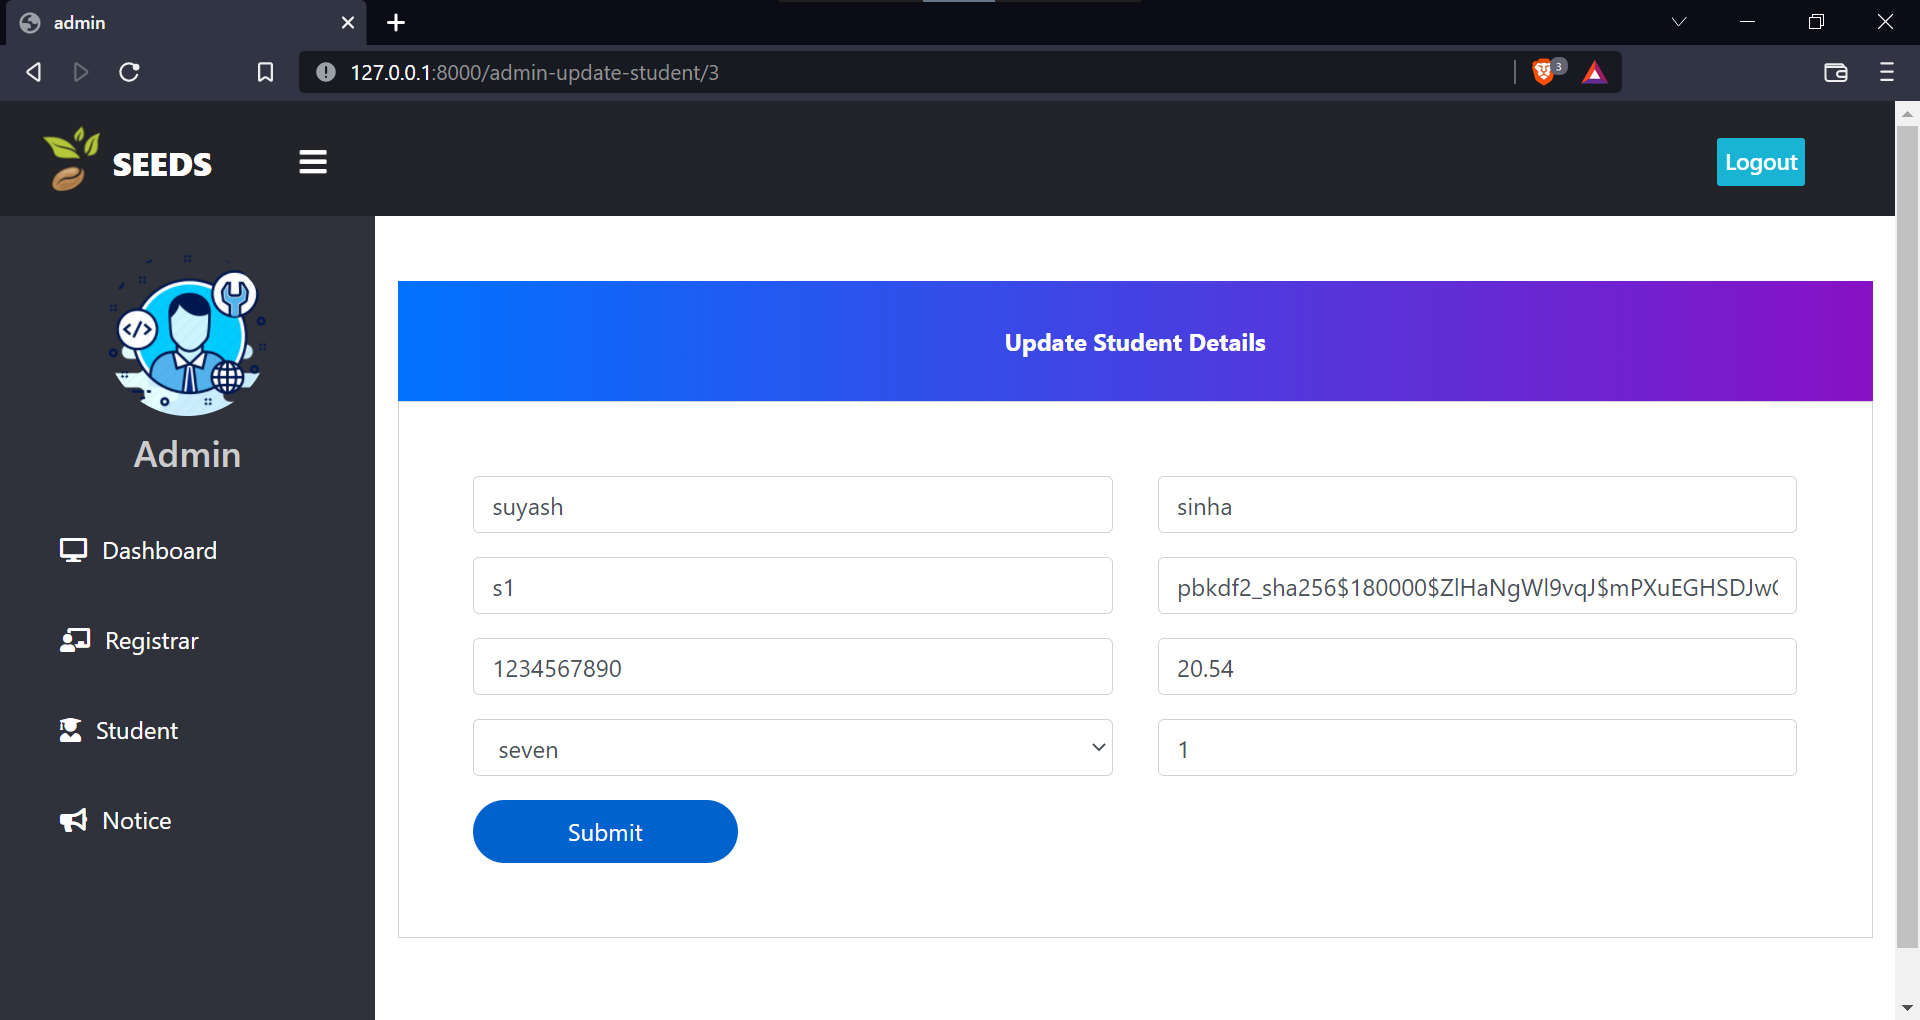 admin
127.0.0.1:8000/admin-update-student/3
3
SEEDS
Logout
</>
Admin
Dashboard
Registrar
Student
Notice
Update Student Details
suyash
sinha
s1
pbkdf2_sha256$180000$ZlHaNgWl9vqJ$mPXuEGHSDJw
1234567890
20.54
seven
1
Submit